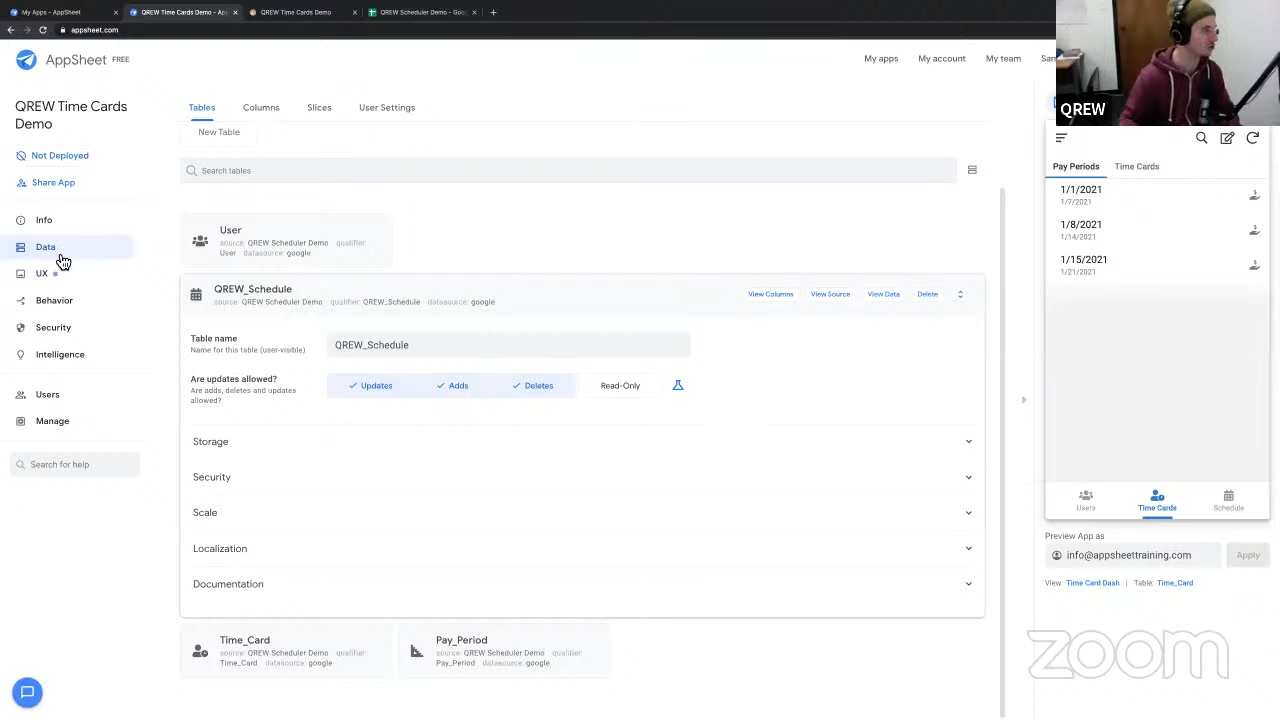 My Apps - AppSheet
QREW Time Cards Demo - Ap
QREW Time Cards Demo
QREW Scheduler Demo - Goo
appsheet.com
AppSheet FREE
My apps
My account
My team
QREW
QREW Time Cards
Demo
Not Deployed
Share App
Info
Data
UX
Behavior
Security
Intelligence
Users
Manage
Search for help
Tables
Columns
Slices
User Settings
New Table
Search tables
User
source: QREW Scheduler Demo qualifier:
User datasource: google
QREW_Schedule
source: QREW Scheduler Demo qualifier: QREW_Schedule datasource: google
View Columns
View Source
View Data
Delete
Table name
Name for this table (user-visible)
QREW_Schedule
Are updates allowed?
Are adds, deletes and updates
allowed?
Updates
Adds
Deletes
Read-Only
Storage
Security
Scale
Localization
Documentation
Time_Card
source: QREW Scheduler Demo qualifier:
Time_Card datasource: google
Pay_Period
source: QREW Scheduler Demo qualifier:
Pay_Period datasource: google
Pay Periods
Time Cards
1/1/2021
1/7/2021
1/8/2021
1/14/2021
1/15/2021
1/21/2021
Users
Time Cards
Schedule
Preview App as
info@appsheettraining.com
Apply
View: Time Card Dash | Table: Time_Card
zoom